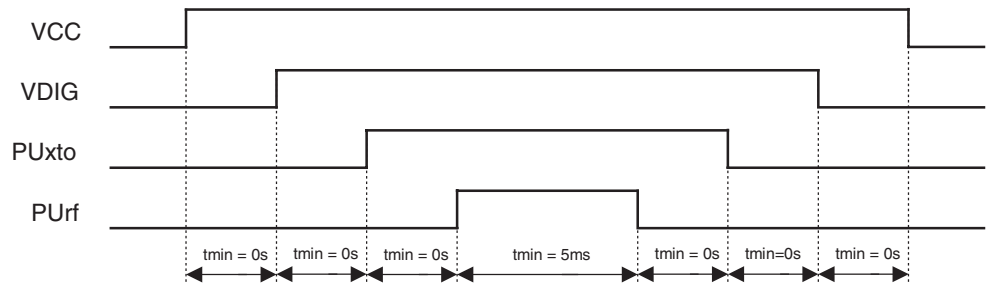 VCC
VDIG
PUxto
PUrf
tmin = 0s tmin = 0s tmin = 0s tmin = 5ms tmin = 0s tmin=0s tmin = 0s